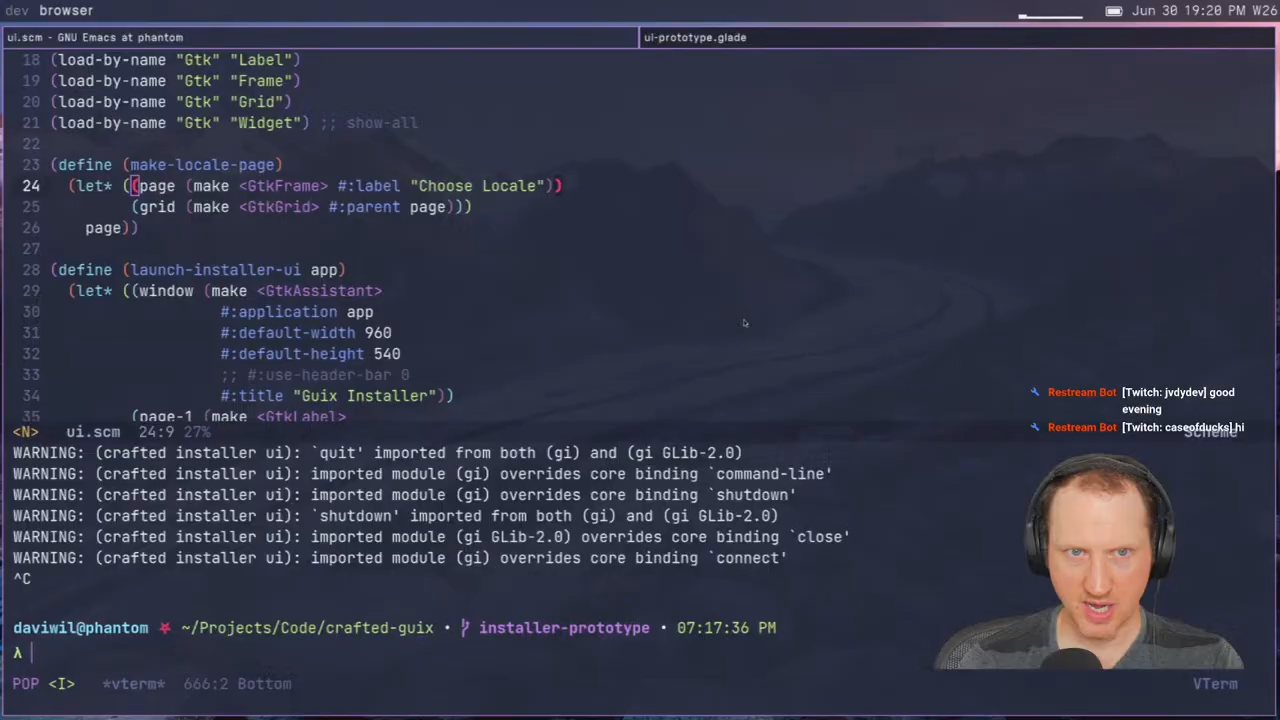 dev browser
Jun 30 19:20 PM W26
ui.scm - GNU Emacs at phantom
ui-prototype.glade
18 (load-by-name "Gtk" "Label")
19 (load-by-name "Gtk" "Frame")
20 (load-by-name "Gtk" "Grid")
21 (load-by-name "Gtk" "Widget") ;; show-all
22
23 (define (make-locale-page)
24 (let* ((page (make <GtkFrame> #:label "Choose Locale"))
25 (grid (make <GtkGrid> #:parent page)))
26 page))
27
28 (define (launch-installer-ui app)
29 (let* ((window (make <GtkAssistant>
30 #:application app
31 #:default-width 960
32 #:default-height 540
33 ;; #:use-header-bar 0
34 #:title "Guix Installer"))
35 (page-1 (make <GtkLabel>
<N> ui.scm 24:9 27% Scheme
Restream Bot [Twitch: jvdydev] good
evening
Restream Bot [Twitch: caseofducks] hi
WARNING: (crafted installer ui): `quit' imported from both (gi) and (gi GLib-2.0)
WARNING: (crafted installer ui): imported module (gi) overrides core binding `command-line'
WARNING: (crafted installer ui): imported module (gi) overrides core binding `shutdown'
WARNING: (crafted installer ui): `shutdown' imported from both (gi) and (gi GLib-2.0)
WARNING: (crafted installer ui): imported module (gi GLib-2.0) overrides core binding `close'
WARNING: (crafted installer ui): imported module (gi) overrides core binding `connect'
^C
daviwil@phantom ~/Projects/Code/crafted-guix • installer-prototype • 07:17:36 PM
λ
POP <I> *vterm* 666:2 Bottom VTerm